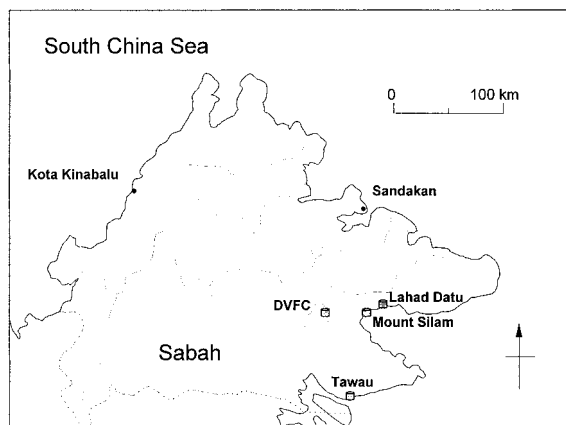 South China Sea
0 100 km
Kota Kinabalu
Sandakan
Lahad Datu
DVFC
Mount Silam
Sabah
Tawau